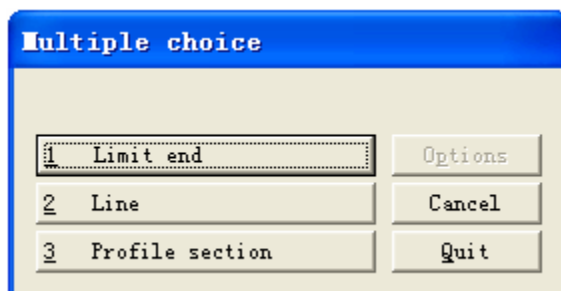 Multiple choice
1 Limit end
Options
2 Line
Cancel
3 Profile section
Quit